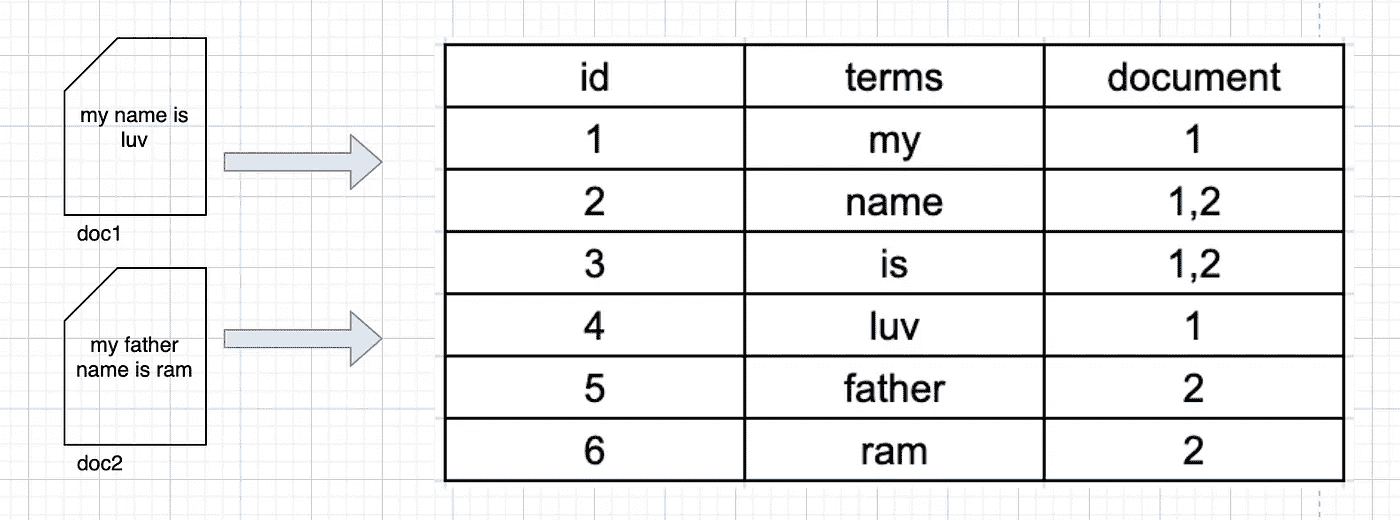 my name is
luv
doc1
my father
name is ram
doc2
id terms document
1 my 1
2 name 1,2
3 is 1,2
4 luv 1
5 father 2
6 ram 2